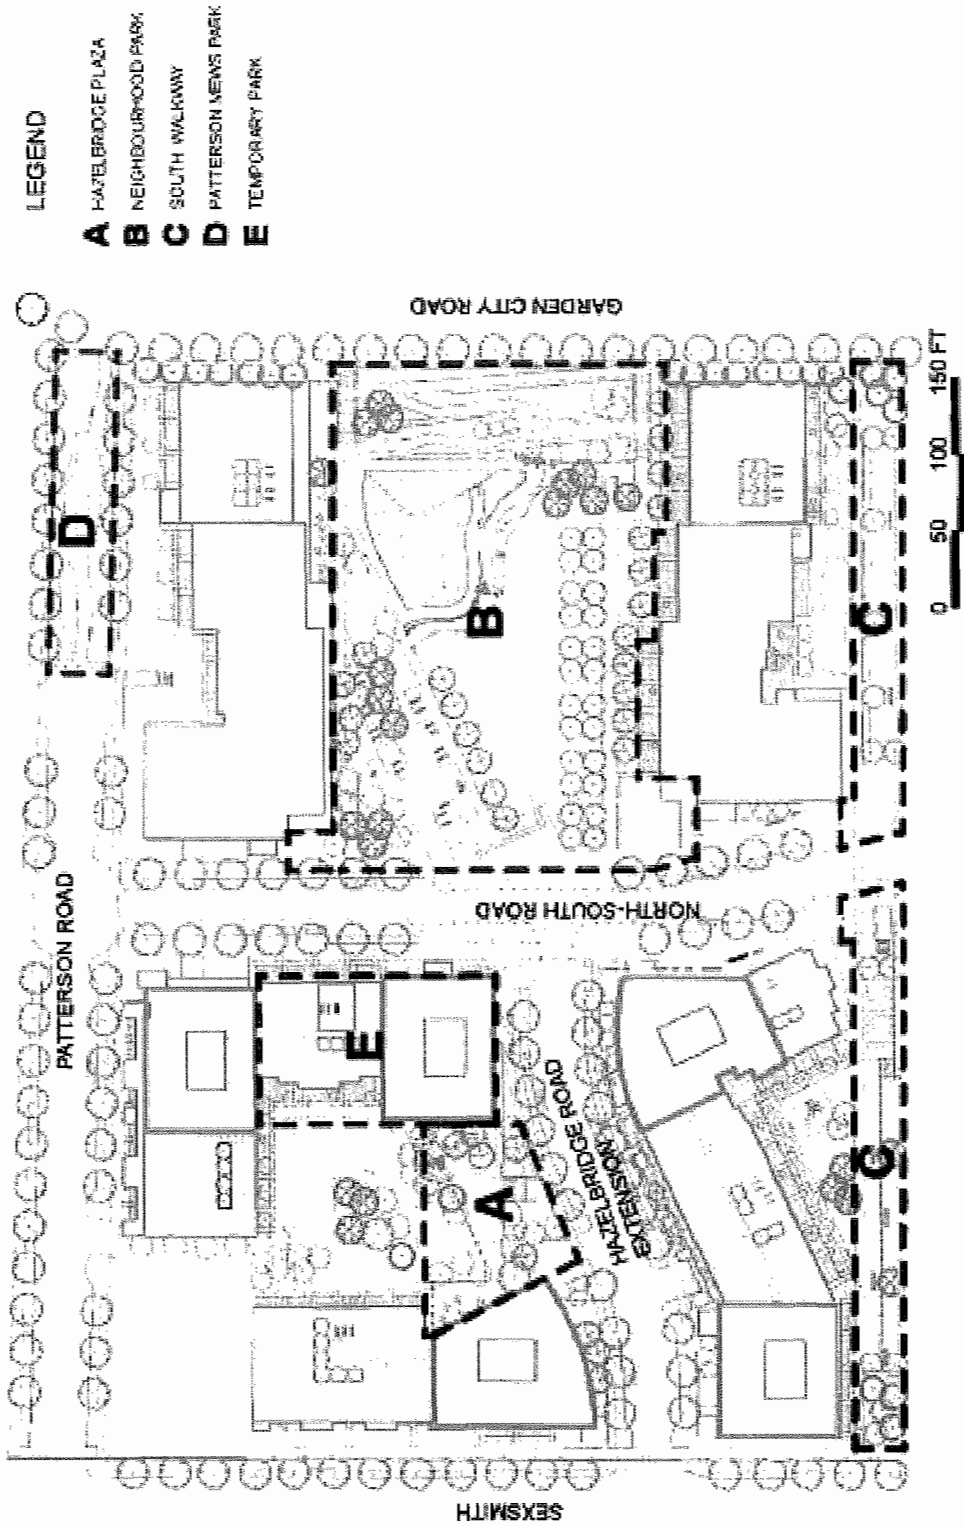 LEGEND
A HAZELBRIDGE PLAZA
B NEIGHBOURHOOD PARK
C SOUTH WALKWAY
D PATTERSON MEWS PARK
E TEMPORARY PARK
PATTERSON ROAD
D
GARDEN CITY ROAD
B
NORTH-SOUTH ROAD
E
A
HAZELBRIDGE ROAD
EXTENSION
C
C
SEXSMITH
0 50 100 150 FT